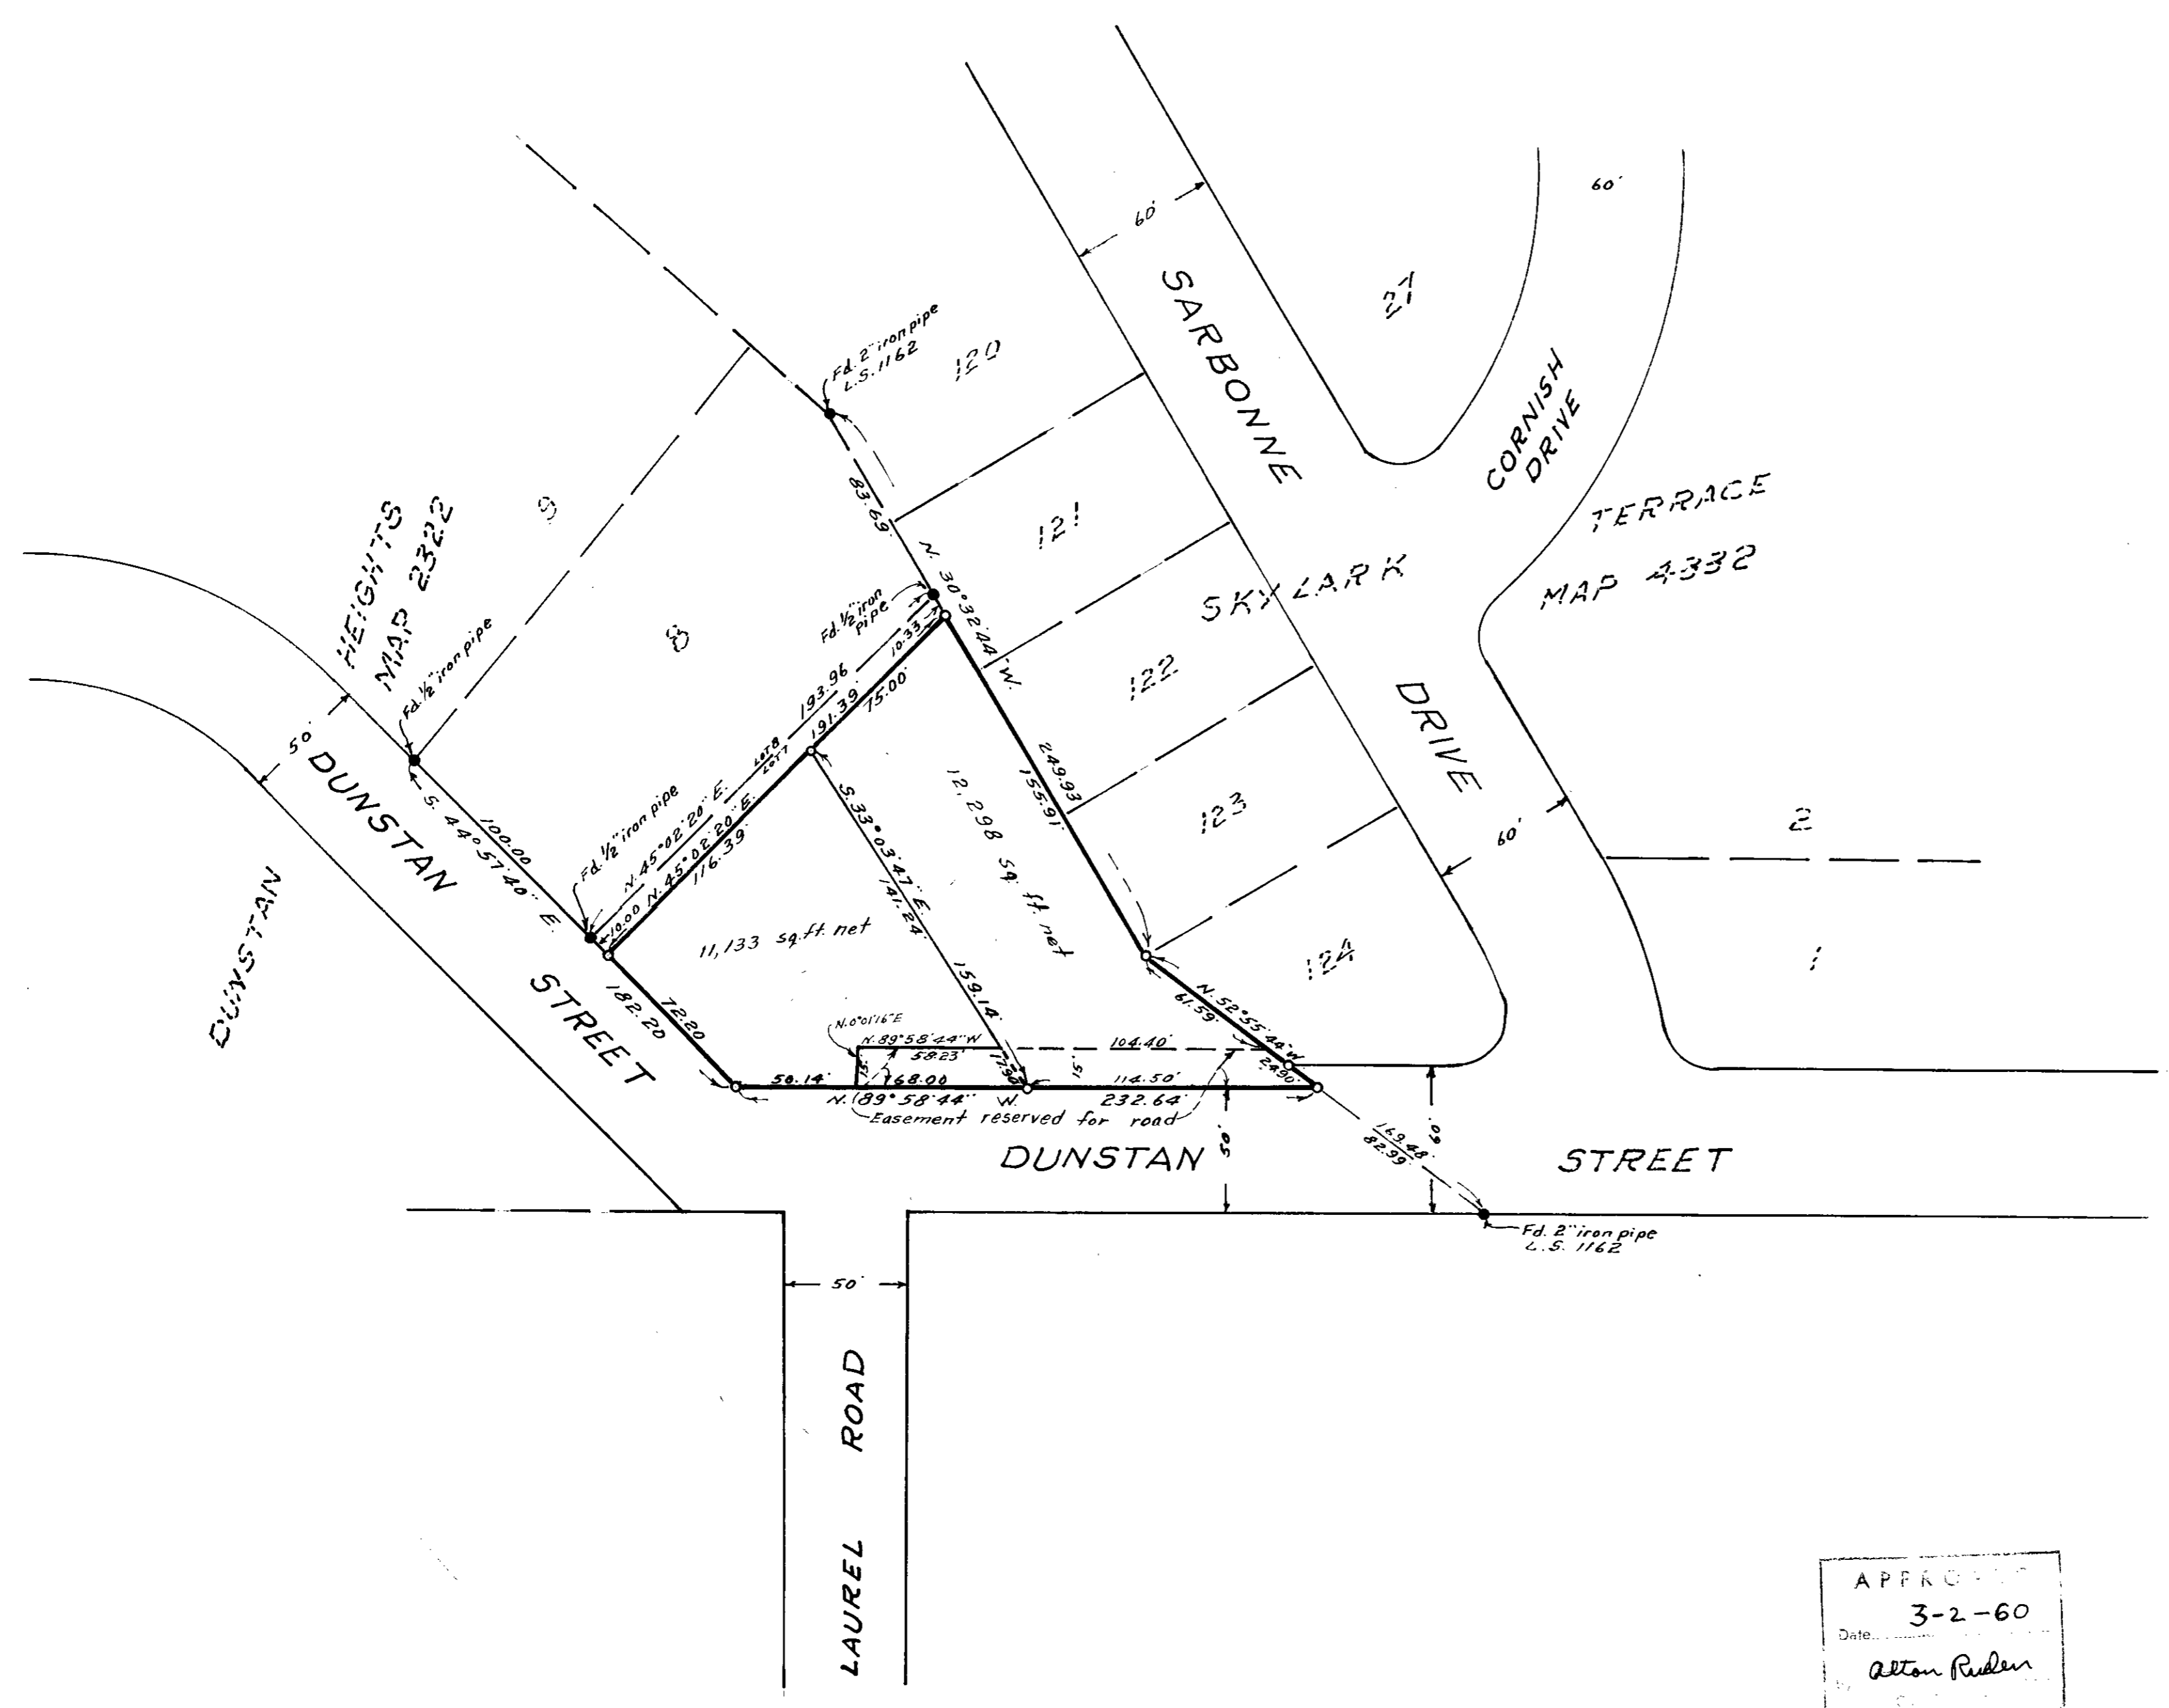 60'
60'
SARBONNE
27
Fd. 2" iron pipe
L.S. 1162
120
CORNISH
DRIVE
9
HEIGHTS
MAP 2322
83.69'
121
TERRACE
MAP 4332
SKYLARK
N. 30°32'44" W.
Fd. ½" iron
pipe
8
10.33
Fd. ½" iron pipe
122
193.96
191.39'
75.00'
DRIVE
50'
DUNSTAN
LOT 8
LOT 7
249.93
155.91'
123
60'
2
S. 44°57'40" E.
100.00
Fd. ½" iron pipe
N. 45°02'20" E.
N. 45°02'20" E.
116.39'
S. 33°03'47" E.
141.24'
12,298 sq. ft. net
DUNSTAN
10.00
11,133 sq. ft. net
124
1
STREET
182.20
72.20
159.14'
N. 52°55'44" W
61.59'
N. 0°01'16" E
N. 89°58'44" W
58.23'
104.40'
15'
17.90'
15'
24.90'
50.14'
68.00
114.50'
N. 89°58'44" W.
232.64'
Easement reserved for road
DUNSTAN
50'
169.48'
82.99'
60'
STREET
Fd. 2" iron pipe
L.S. 1162
50'
LAUREL ROAD
3-2-60
Date
Alton Ruden